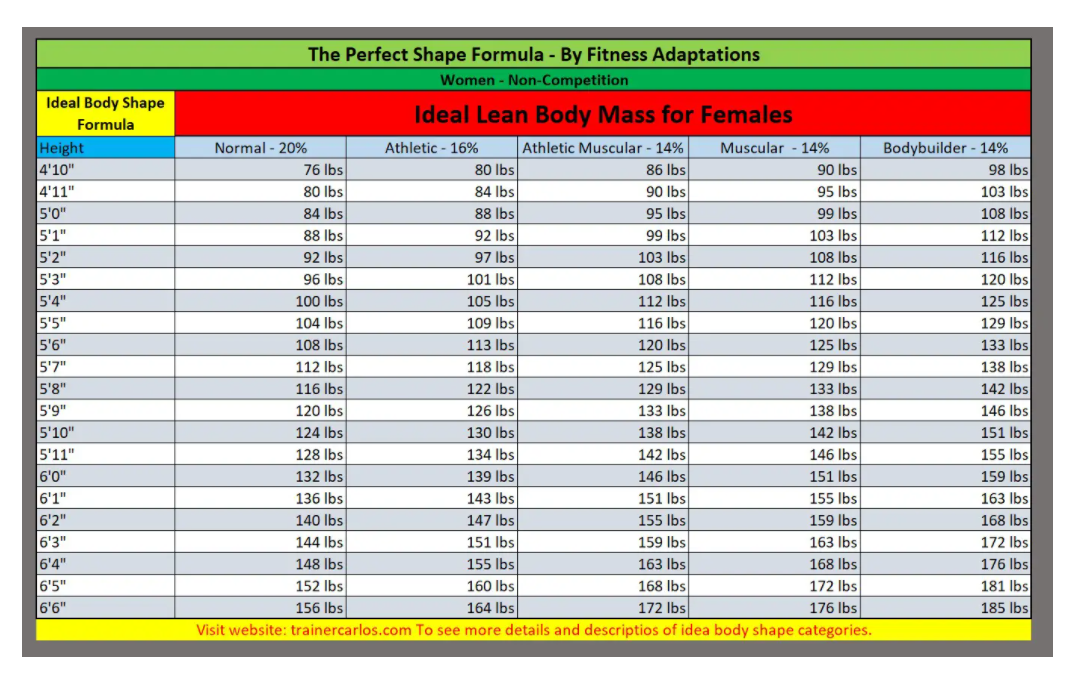 The Perfect Shape Formula - By Fitness Adaptations
Women - Non-Competition
Ideal Body Shape
Formula
Ideal Lean Body Mass for Females
Height Normal - 20% Athletic - 16% Athletic Muscular - 14% Muscular - 14% Bodybuilder - 14%
4'10" 76 lbs 80 lbs 86 lbs 90 lbs 98 lbs
4'11" 80 lbs 84 lbs 90 lbs 95 lbs 103 lbs
5'0" 84 lbs 88 lbs 95 lbs 99 lbs 108 lbs
5'1" 88 lbs 92 lbs 99 lbs 103 lbs 112 lbs
5'2" 92 lbs 97 lbs 103 lbs 108 lbs 116 lbs
5'3" 96 lbs 101 lbs 108 lbs 112 lbs 120 lbs
5'4" 100 lbs 105 lbs 112 lbs 116 lbs 125 lbs
5'5" 104 lbs 109 lbs 116 lbs 120 lbs 129 lbs
5'6" 108 lbs 113 lbs 120 lbs 125 lbs 133 lbs
5'7" 112 lbs 118 lbs 125 lbs 129 lbs 138 lbs
5'8" 116 lbs 122 lbs 129 lbs 133 lbs 142 lbs
5'9" 120 lbs 126 lbs 133 lbs 138 lbs 146 lbs
5'10" 124 lbs 130 lbs 138 lbs 142 lbs 151 lbs
5'11" 128 lbs 134 lbs 142 lbs 146 lbs 155 lbs
6'0" 132 lbs 139 lbs 146 lbs 151 lbs 159 lbs
6'1" 136 lbs 143 lbs 151 lbs 155 lbs 163 lbs
6'2" 140 lbs 147 lbs 155 lbs 159 lbs 168 lbs
6'3" 144 lbs 151 lbs 159 lbs 163 lbs 172 lbs
6'4" 148 lbs 155 lbs 163 lbs 168 lbs 176 lbs
6'5" 152 lbs 160 lbs 168 lbs 172 lbs 181 lbs
6'6" 156 lbs 164 lbs 172 lbs 176 lbs 185 lbs
Visit website: trainercarlos.com To see more details and descriptios of idea body shape categories.